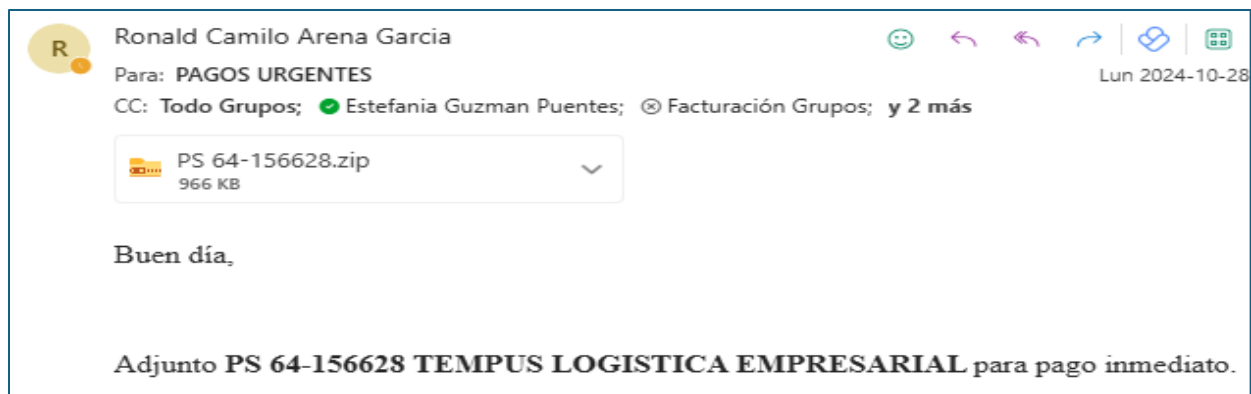 R
Ronald Camilo Arena Garcia
Para: PAGOS URGENTES
Lun 2024-10-28
CC: Todo Grupos; Estefania Guzman Puentes; Facturación Grupos; y 2 más
PS 64-156628.zip
966 KB
Buen día,
Adjunto PS 64-156628 TEMPUS LOGISTICA EMPRESARIAL para pago inmediato.